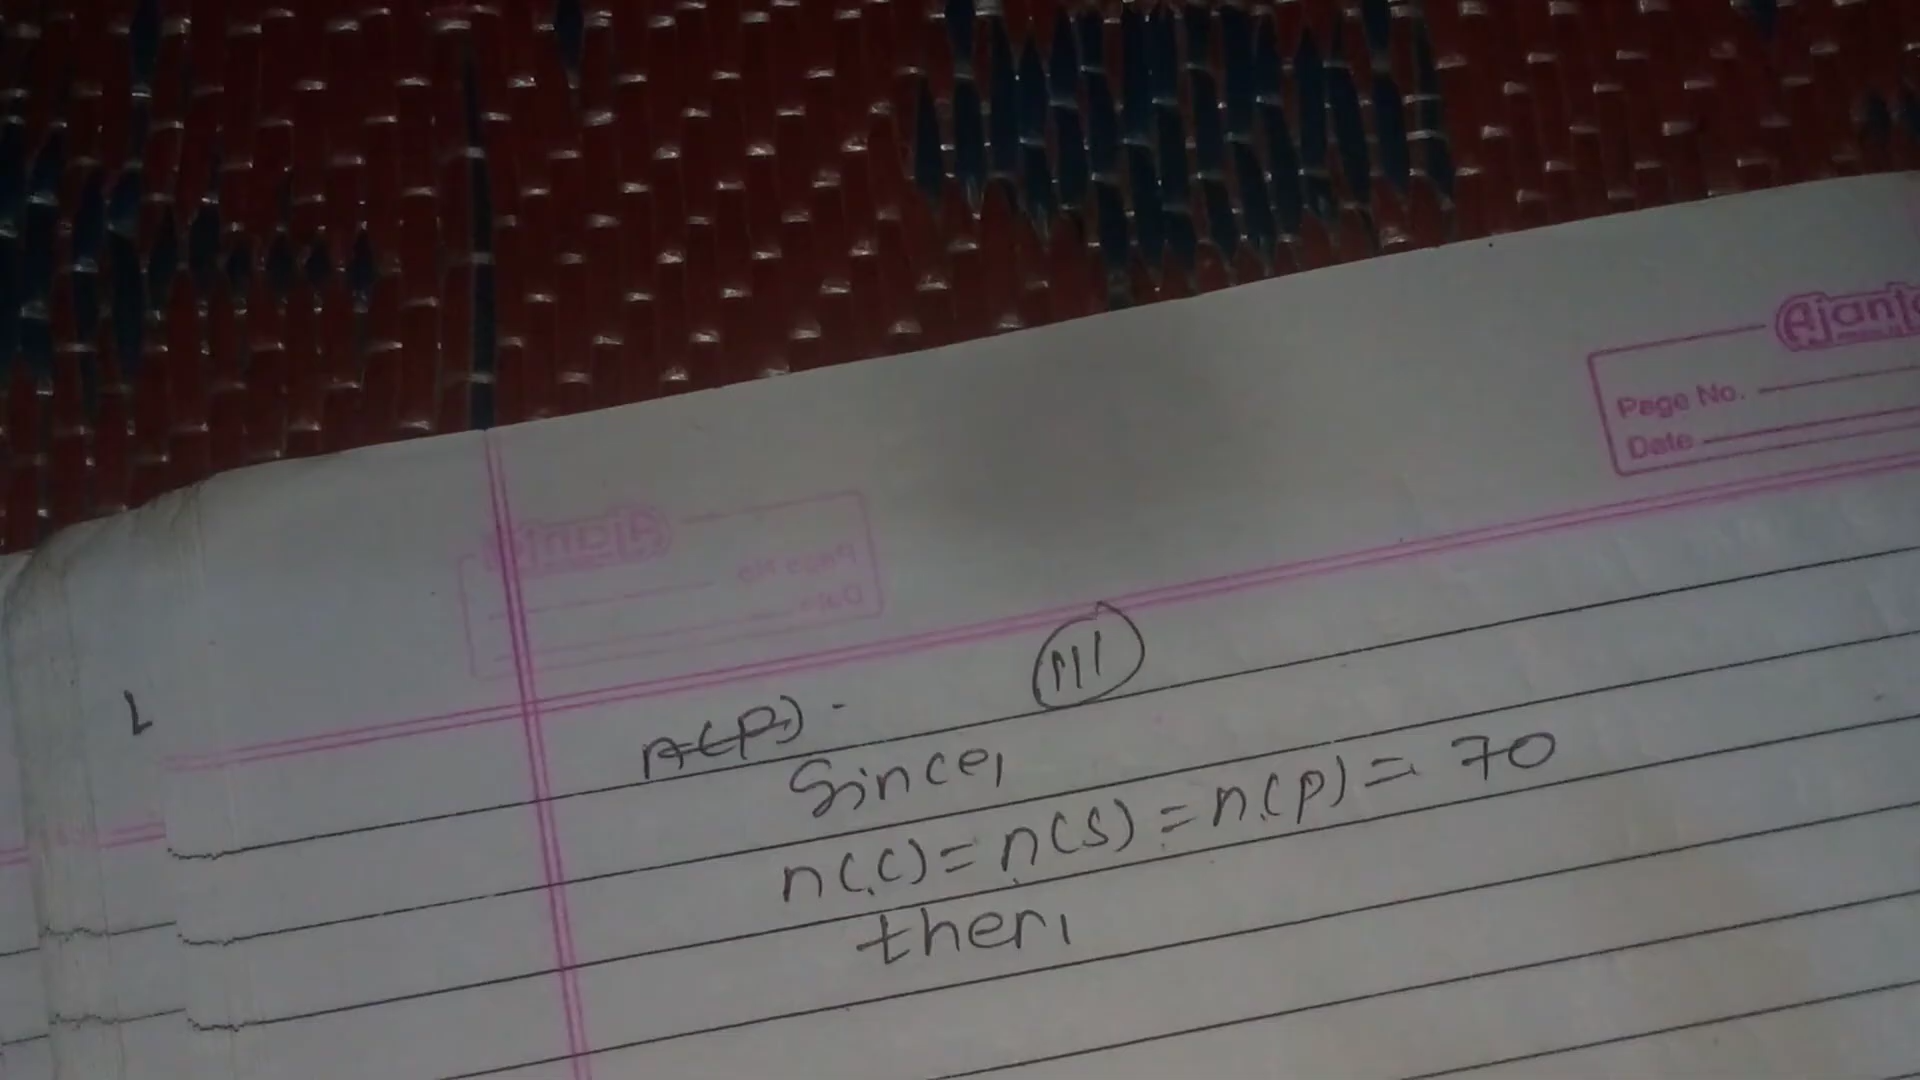 Ajanta
Page No.
Date
III
n(P)
Since,
n(C) = n(S) = n(P) = 70
then,